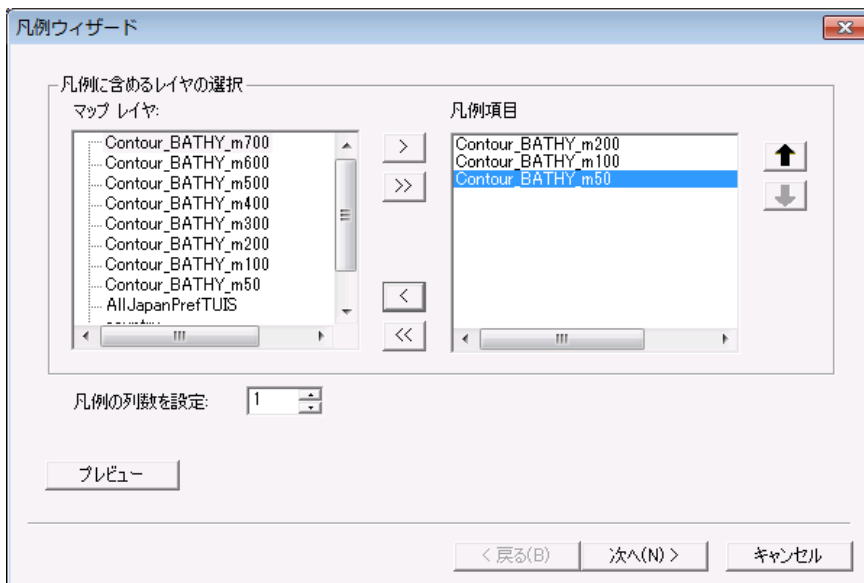 凡例ウィザード
凡例に含めるレイヤの選択
マップ レイヤ:
Contour_BATHY_m700
Contour_BATHY_m600
Contour_BATHY_m500
Contour_BATHY_m400
Contour_BATHY_m300
Contour_BATHY_m200
Contour_BATHY_m100
Contour_BATHY_m50
AllJapanPrefTUIS
>
>>
<
<<
凡例項目
Contour_BATHY_m200
Contour_BATHY_m100
Contour_BATHY_m50
凡例の列数を設定: 1
プレビュー
< 戻る(B) 次へ(N) > キャンセル